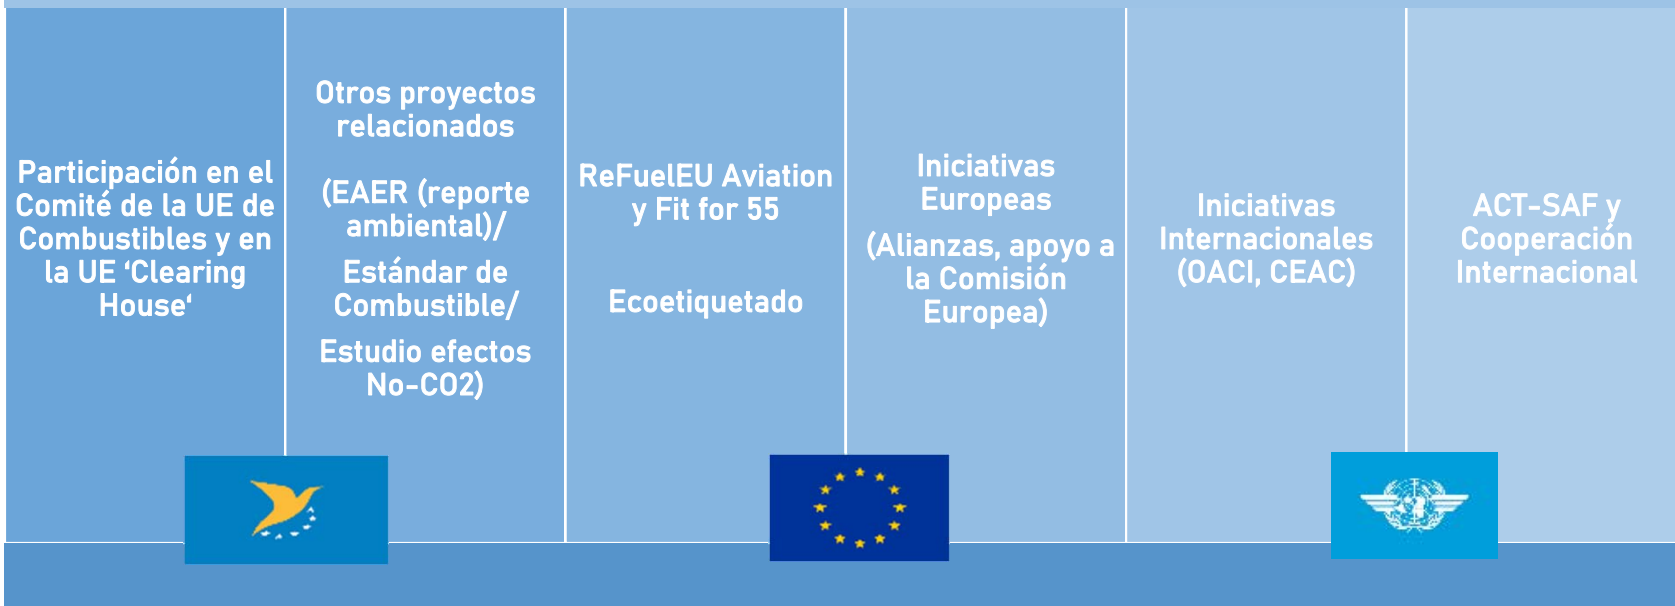 Participación en el
Comité de la UE de
Combustibles y en
la UE ‘Clearing
House‘
Otros proyectos
relacionados
(EAER (reporte
ambiental)/
Estándar de
Combustible/
Estudio efectos
No-CO2)
ReFuelEU Aviation
y Fit for 55
Ecoetiquetado
Iniciativas
Europeas
(Alianzas, apoyo a
la Comisión
Europea)
Iniciativas
Internacionales
(OACI, CEAC)
ACT-SAF y
Cooperación
Internacional